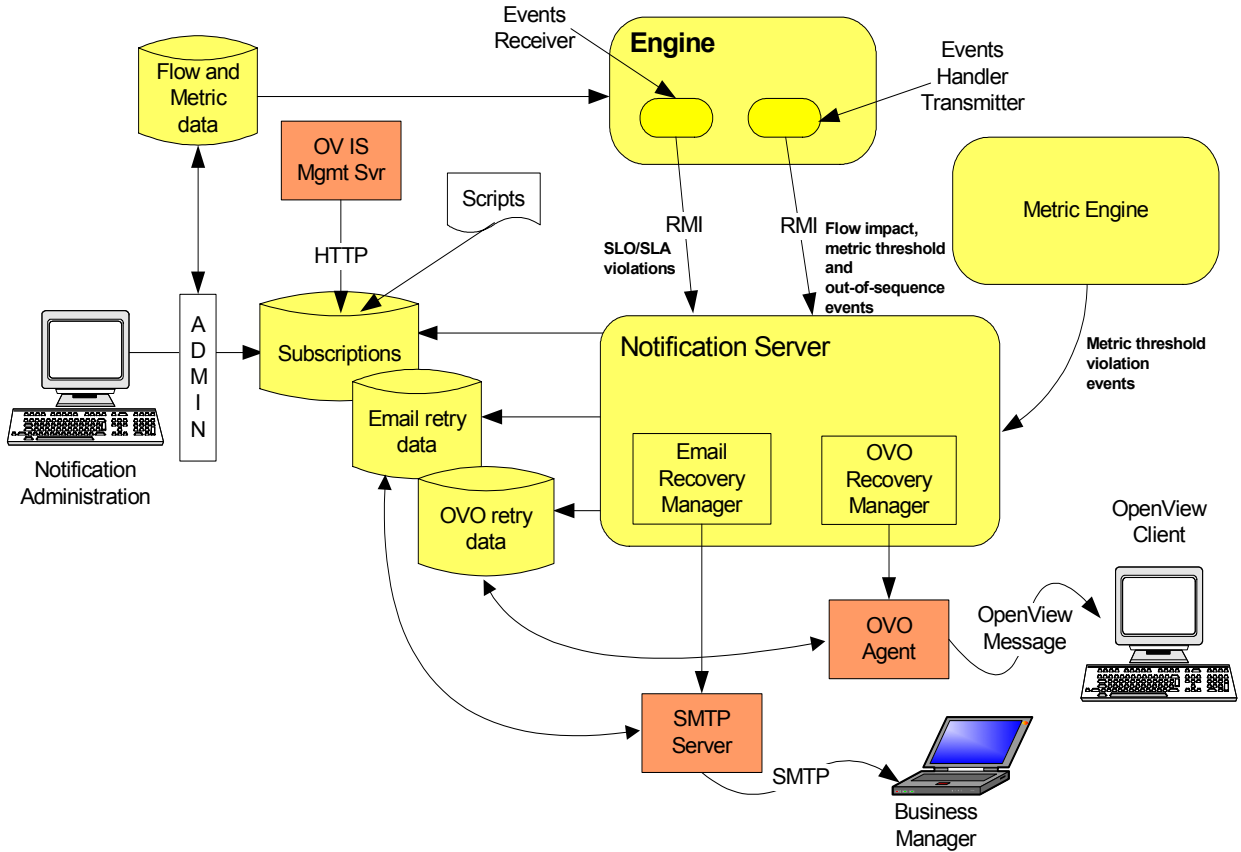 Events
Receiver
Engine
Events
Handler
Transmitter
Flow and
Metric
data
OV IS
Mgmt Svr
Scripts
Metric Engine
HTTP
RMI
SLO/SLA
violations
RMI
Flow impact,
metric threshold
and
out-of-sequence
events
A
D
M
I
N
Subscriptions
Notification Server
Metric threshold
violation
events
Email retry
data
Notification
Administration
Email
Recovery
Manager
OVO
Recovery
Manager
OVO retry
data
OpenView
Client
OVO
Agent
OpenView
Message
SMTP
Server
SMTP
Business
Manager